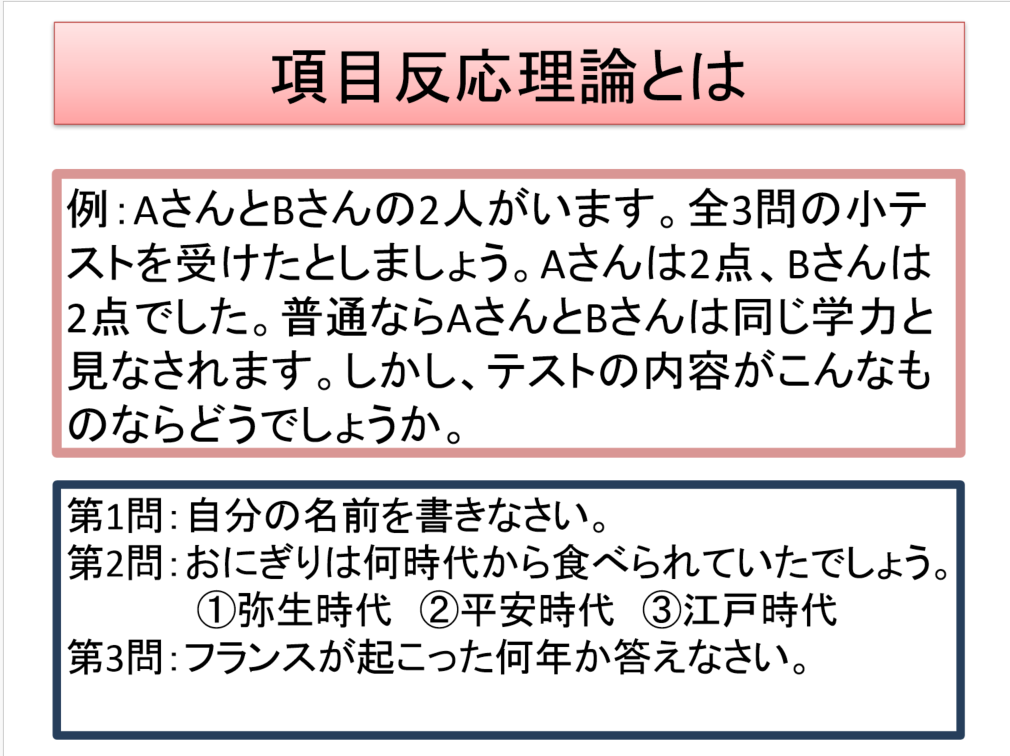 項目反応理論とは
例：AさんとBさんの2人がいます。全3問の小テ
ストを受けたとしましょう。Aさんは2点、Bさんは
2点でした。普通ならAさんとBさんは同じ学力と
見なされます。しかし、テストの内容がこんなも
のならどうでしょうか。
第1問：自分の名前を書きなさい。
第2問：おにぎりは何時代から食べられていたでしょう。
①弥生時代　②平安時代　③江戸時代
第3問：フランスが起こった何年か答えなさい。